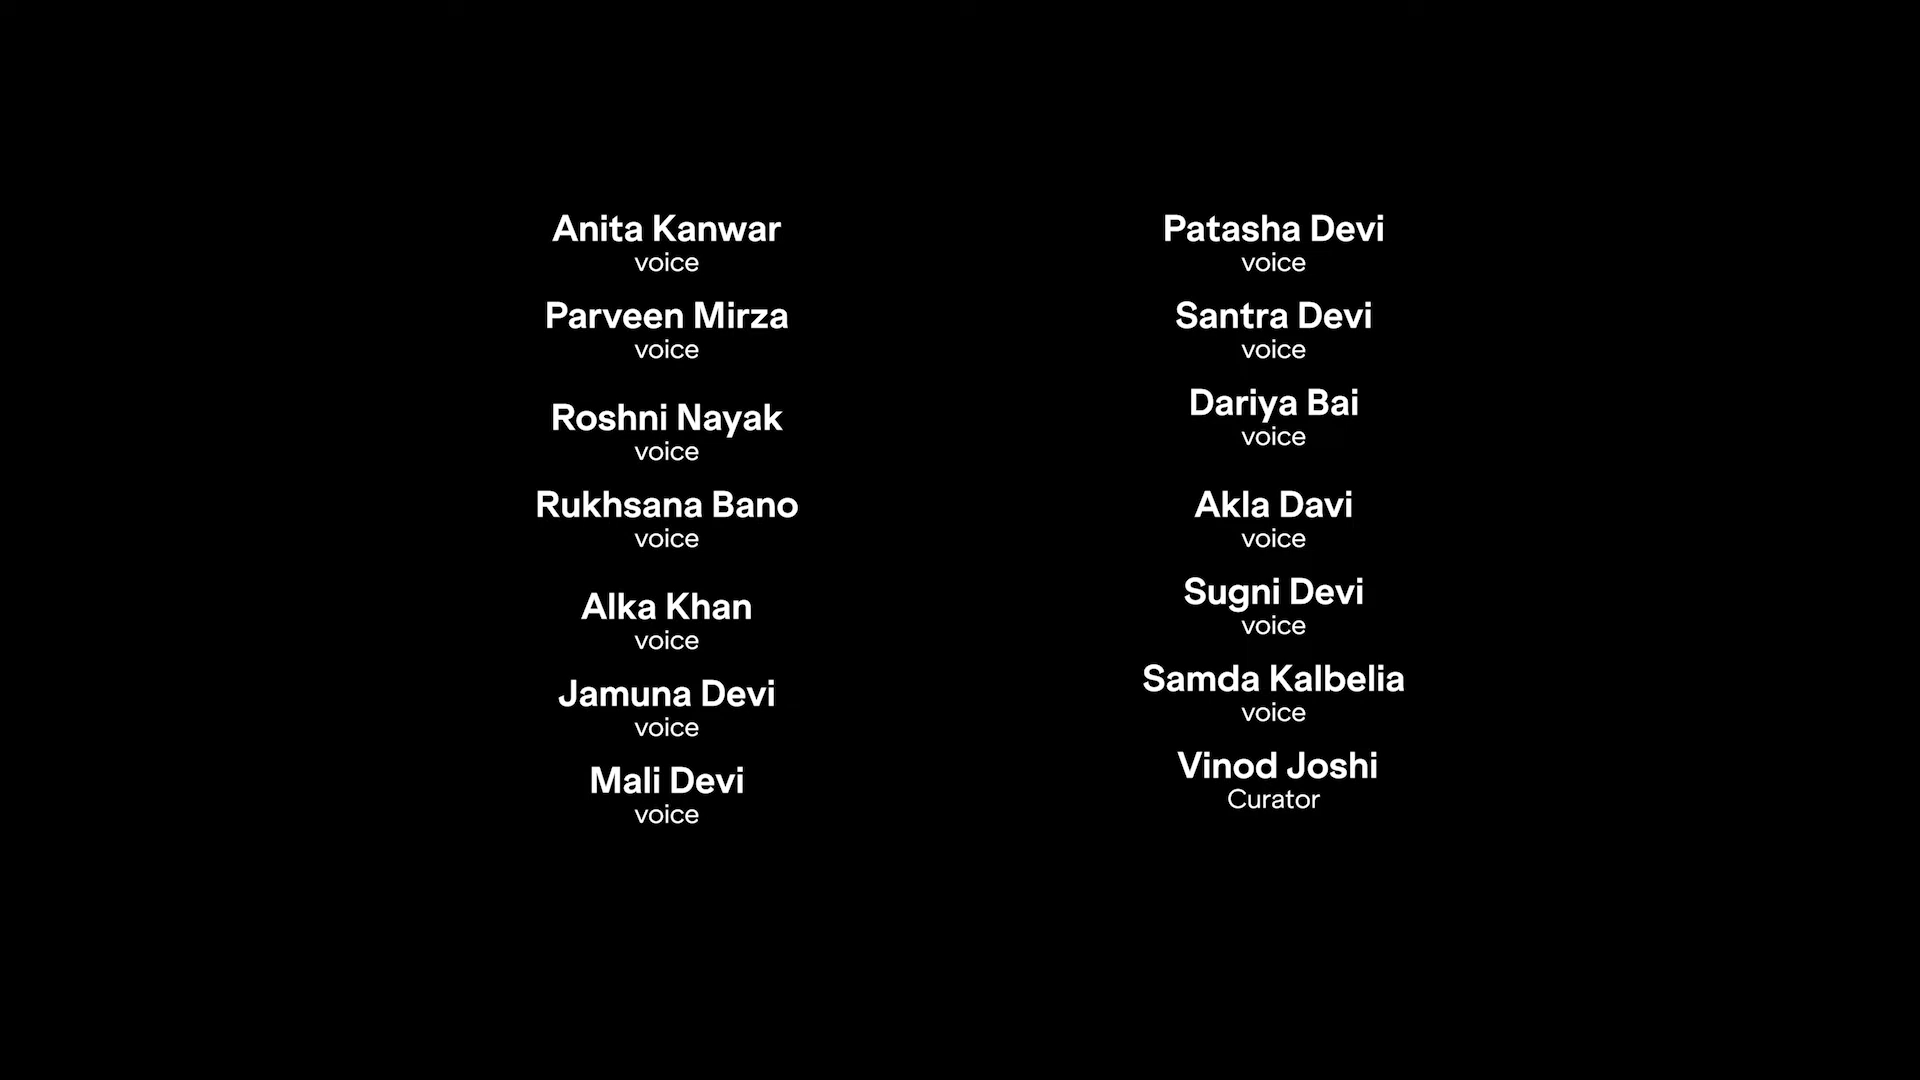 Anita Kanwar
voice
Parveen Mirza
voice
Roshni Nayak
voice
Rukhsana Bano
voice
Alka Khan
voice
Jamuna Devi
voice
Mali Devi
voice
Patasha Devi
voice
Santra Devi
voice
Dariya Bai
voice
Akla Davi
voice
Sugni Devi
voice
Samda Kalbelia
voice
Vinod Joshi
Curator